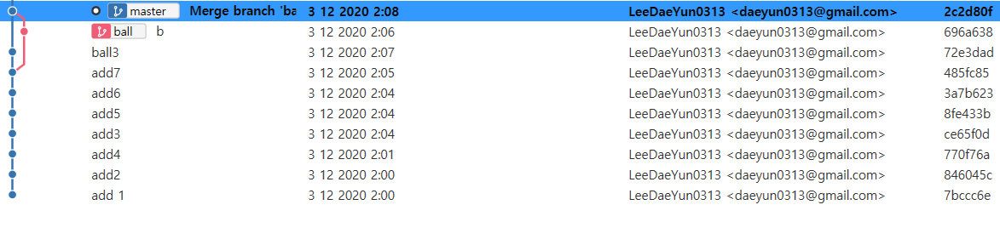 master Merge branch 'ba 3 12 2020 2:08 LeeDaeYun0313 <daeyun0313@gmail.com> 2c2d80f
ball b 3 12 2020 2:06 LeeDaeYun0313 <daeyun0313@gmail.com> 696a638
ball3 3 12 2020 2:07 LeeDaeYun0313 <daeyun0313@gmail.com> 72e3dad
add7 3 12 2020 2:05 LeeDaeYun0313 <daeyun0313@gmail.com> 485fc85
add6 3 12 2020 2:04 LeeDaeYun0313 <daeyun0313@gmail.com> 3a7b623
add5 3 12 2020 2:04 LeeDaeYun0313 <daeyun0313@gmail.com> 8fe433b
add3 3 12 2020 2:04 LeeDaeYun0313 <daeyun0313@gmail.com> ce65f0d
add4 3 12 2020 2:01 LeeDaeYun0313 <daeyun0313@gmail.com> 770f76a
add2 3 12 2020 2:00 LeeDaeYun0313 <daeyun0313@gmail.com> 846045c
add 1 3 12 2020 2:00 LeeDaeYun0313 <daeyun0313@gmail.com> 7bccc6e